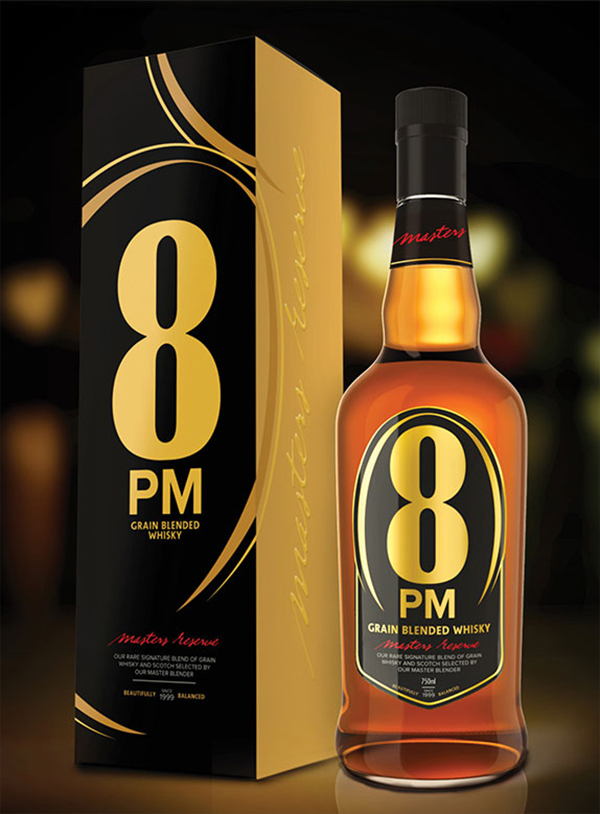 8
PM
GRAIN BLENDED
WHISKY
masters reserve
OUR RARE SIGNATURE BLEND OF GRAIN
WHISKY AND SCOTCH SELECTED BY
OUR MASTER BLENDER
BEAUTIFULLY SINCE 1999 BALANCED
masters reserve
masters
8
PM
GRAIN BLENDED WHISKY
masters reserve
OUR RARE SIGNATURE BLEND OF GRAIN
WHISKY AND SCOTCH SELECTED BY
OUR MASTER BLENDER
750ml
BEAUTIFULLY SINCE 1999 BALANCED